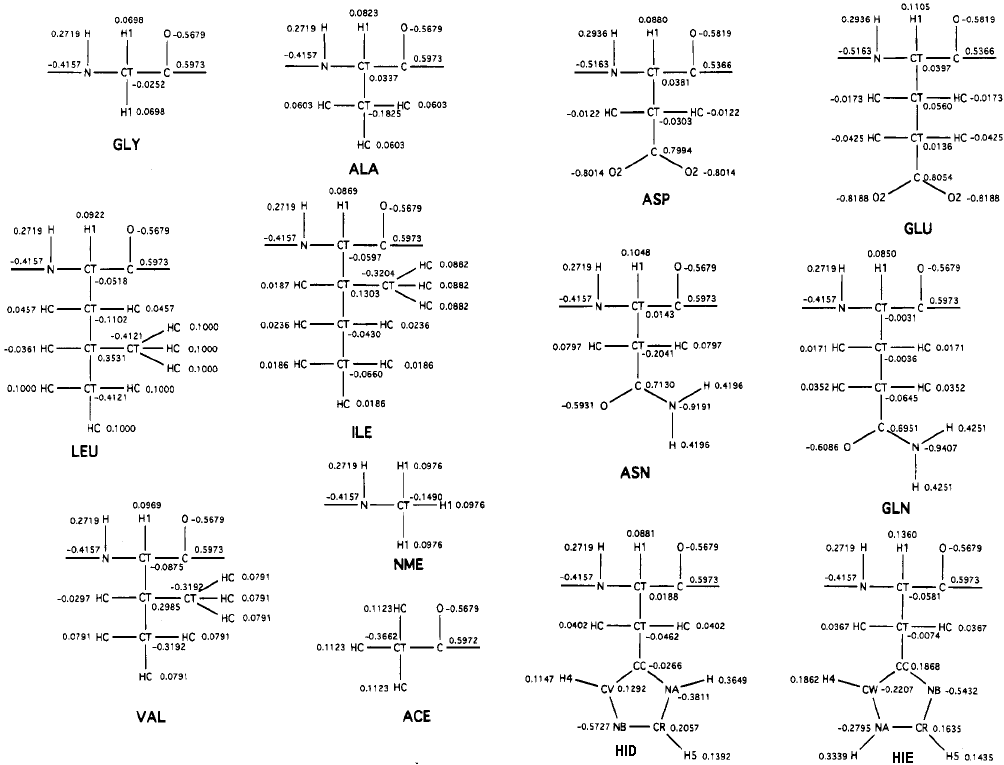 GLY
0.0698
0.2719 H H1 O -0.5679
-0.4157 N CT C 0.5973
-0.0252
H1 0.0698
GLY
0.0823
0.2719 H H1 O -0.5679
-0.4157 N CT C 0.5973
0.0337
0.0603 HC CT HC 0.0603
-0.1825
HC 0.0603
ALA
0.0880
0.2936 H H1 O -0.5819
-0.5163 N CT C 0.5366
0.0381
-0.0122 HC CT HC -0.0122
-0.0303
C 0.7994
-0.8014 O2 O2 -0.8014
ASP
0.1105
0.2936 H H1 O -0.5819
-0.5163 N CT C 0.5366
0.0397
-0.0173 HC CT HC -0.0173
0.0560
-0.0425 HC CT HC -0.0425
0.0136
C 0.8054
-0.8188 O2 O2 -0.8188
GLU
0.0922
0.2719 H H1 O -0.5679
-0.4157 N CT C 0.5973
-0.0518
0.0457 HC CT HC 0.0457
-0.1102
HC 0.1000
-0.4121
-0.0361 HC CT CT HC 0.1000
0.3531
HC 0.1000
0.1000 HC CT HC 0.1000
-0.4121
HC 0.1000
LEU
0.0869
0.2719 H H1 O -0.5679
-0.4157 N CT C 0.5973
-0.0597
HC 0.0882
-0.3204
0.0187 HC CT CT HC 0.0882
0.1303
HC 0.0882
0.0236 HC CT HC 0.0236
-0.0430
0.0186 HC CT HC 0.0186
-0.0660
HC 0.0186
ILE
0.1048
0.2719 H H1 O -0.5679
-0.4157 N CT C 0.5973
0.0143
0.0797 HC CT HC 0.0797
-0.2041
C 0.7130
H 0.4196
-0.5931 O N -0.9191
H 0.4196
ASN
0.0850
0.2719 H H1 O -0.5679
-0.4157 N CT C 0.5973
-0.0031
0.0171 HC CT HC 0.0171
-0.0036
0.0352 HC CT HC 0.0352
-0.0645
C 0.6951
H 0.4251
-0.6086 O N -0.9407
H 0.4251
GLN
0.0969
0.2719 H H1 O -0.5679
-0.4157 N CT C 0.5973
-0.0875
HC 0.0791
-0.3192
-0.0297 HC CT CT HC 0.0791
0.2985
HC 0.0791
0.0791 HC CT HC 0.0791
-0.3192
HC 0.0791
VAL
0.2719 H H1 0.0976
-0.4157 N CT -0.1490 H1 0.0976
H1 0.0976
NME
0.1123 HC O -0.5679
-0.3662
0.1123 HC CT C 0.5972
0.1123 HC
ACE
0.0881
0.2719 H H1 O -0.5679
-0.4157 N CT C 0.5973
0.0188
0.0402 HC CT HC 0.0402
-0.0462
CC -0.0266
0.1147 H4 CV 0.1292 NA H 0.3649
-0.3811
-0.5727 NB CR 0.2057
H5 0.1392
HID
0.1360
0.2719 H H1 O -0.5679
-0.4157 N CT C 0.5973
-0.0581
0.0367 HC CT HC 0.0367
-0.0074
CC 0.1868
0.1862 H4 CW -0.2207 NB -0.5432
-0.2795 NA CR 0.1635
0.3339 H H5 0.1435
HIE